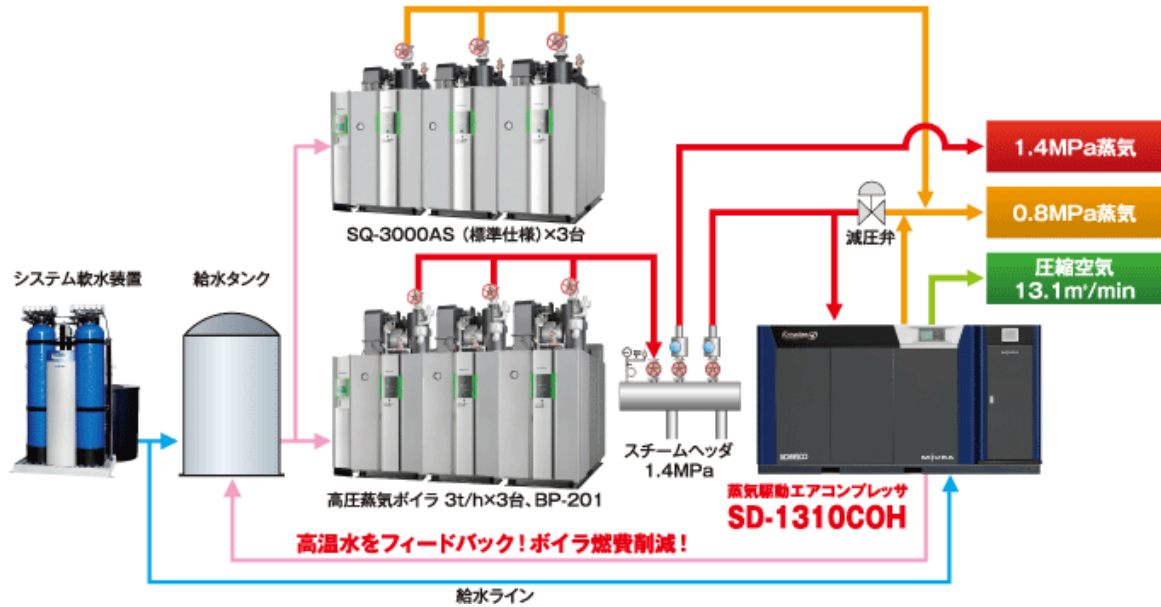 1.4MPa蒸気
0.8MPa蒸気
減圧弁
圧縮空気
13.1㎥/min
SQ-3000AS（標準仕様）×3台
システム軟水装置
給水タンク
スチームヘッダ
1.4MPa
高圧蒸気ボイラ 3t/h×3台、BP-201
KOBELCO
MIURA
MIURA
蒸気駆動エアコンプレッサ
SD-1310COH
高温水をフィードバック！ボイラ燃費削減！
給水ライン